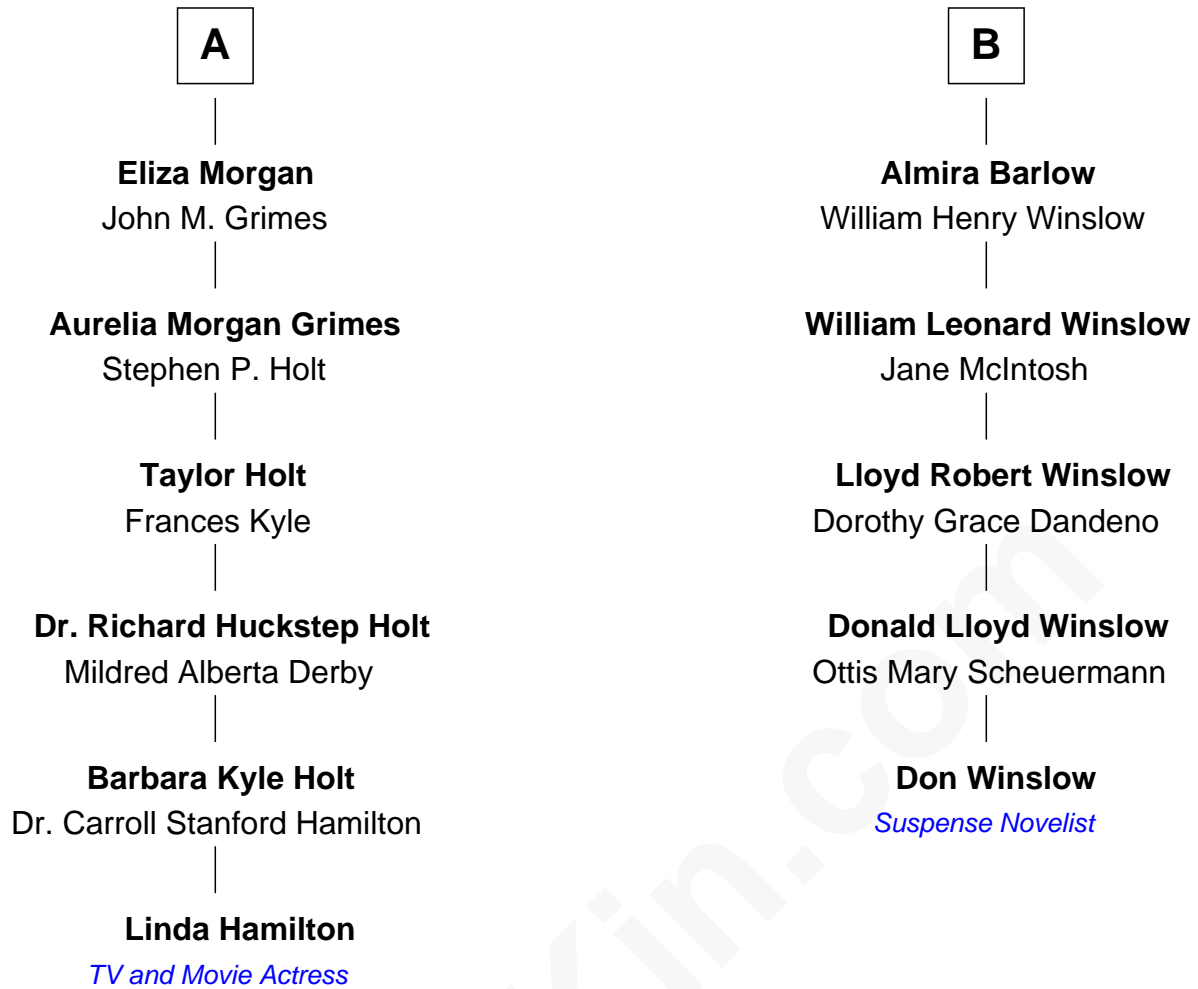 A
Eliza Morgan
John M. Grimes
Aurelia Morgan Grimes
Stephen P. Holt
Taylor Holt
Frances Kyle
Dr. Richard Huckstep Holt
Mildred Alberta Derby
Barbara Kyle Holt
Dr. Carroll Stanford Hamilton
Linda Hamilton
TV and Movie Actress
B
Almira Barlow
William Henry Winslow
William Leonard Winslow
Jane McIntosh
Lloyd Robert Winslow
Dorothy Grace Dandeno
Donald Lloyd Winslow
Ottis Mary Scheuermann
Don Winslow
Suspense Novelist